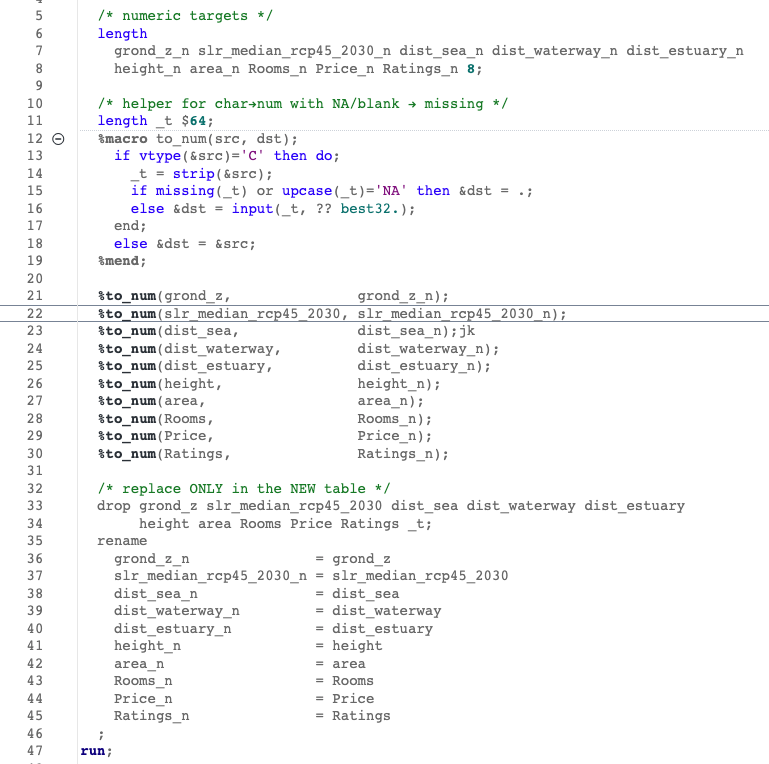 5 /* numeric targets */
6 length
7 grond_z_n slr_median_rcp45_2030_n dist_sea_n dist_waterway_n dist_estuary_n
8 height_n area_n Rooms_n Price_n Ratings_n 8;
9
10 /* helper for char→num with NA/blank → missing */
11 length _t $64;
12 %macro to_num(src, dst);
13 if vtype(&src)='C' then do;
14 _t = strip(&src);
15 if missing(_t) or upcase(_t)='NA' then &dst = .;
16 else &dst = input(_t, ?? best32.);
17 end;
18 else &dst = &src;
19 %mend;
20
21 %to_num(grond_z, grond_z_n);
22 %to_num(slr_median_rcp45_2030, slr_median_rcp45_2030_n);
23 %to_num(dist_sea, dist_sea_n);jk
24 %to_num(dist_waterway, dist_waterway_n);
25 %to_num(dist_estuary, dist_estuary_n);
26 %to_num(height, height_n);
27 %to_num(area, area_n);
28 %to_num(Rooms, Rooms_n);
29 %to_num(Price, Price_n);
30 %to_num(Ratings, Ratings_n);
31
32 /* replace ONLY in the NEW table */
33 drop grond_z slr_median_rcp45_2030 dist_sea dist_waterway dist_estuary
34 height area Rooms Price Ratings _t;
35 rename
36 grond_z_n = grond_z
37 slr_median_rcp45_2030_n = slr_median_rcp45_2030
38 dist_sea_n = dist_sea
39 dist_waterway_n = dist_waterway
40 dist_estuary_n = dist_estuary
41 height_n = height
42 area_n = area
43 Rooms_n = Rooms
44 Price_n = Price
45 Ratings_n = Ratings
46 ;
47 run;